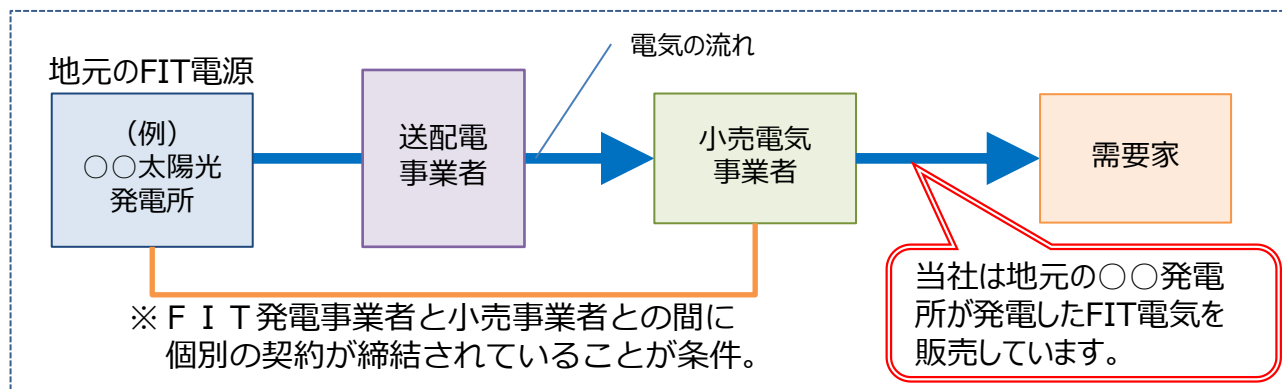 電気の流れ
地元のFIT電源
（例）
○○太陽光
発電所
送配電
事業者
小売電気
事業者
需要家
当社は地元の○○発電
所が発電したFIT電気を
販売しています。
※ＦＩＴ発電事業者と小売事業者との間に
個別の契約が締結されていることが条件。